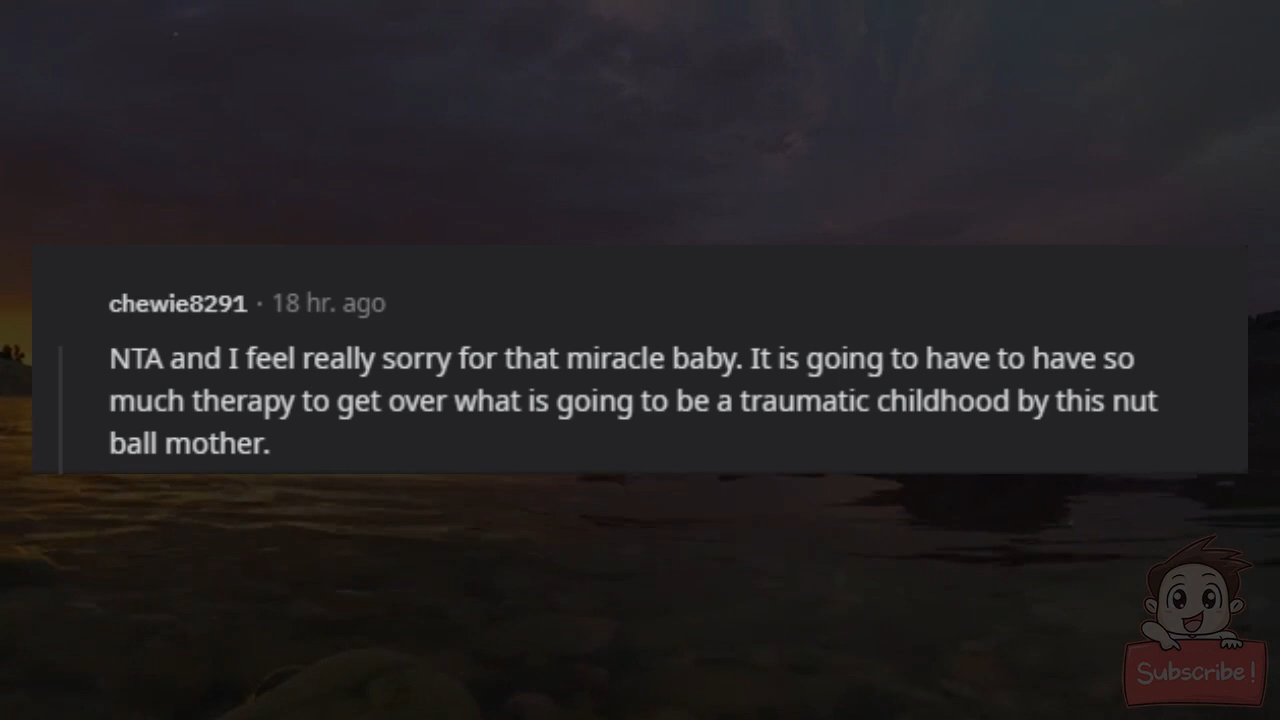 chewie8291 · 18 hr. ago
NTA and I feel really sorry for that miracle baby. It is going to have to have so
much therapy to get over what is going to be a traumatic childhood by this nut
ball mother.
Subscribe!